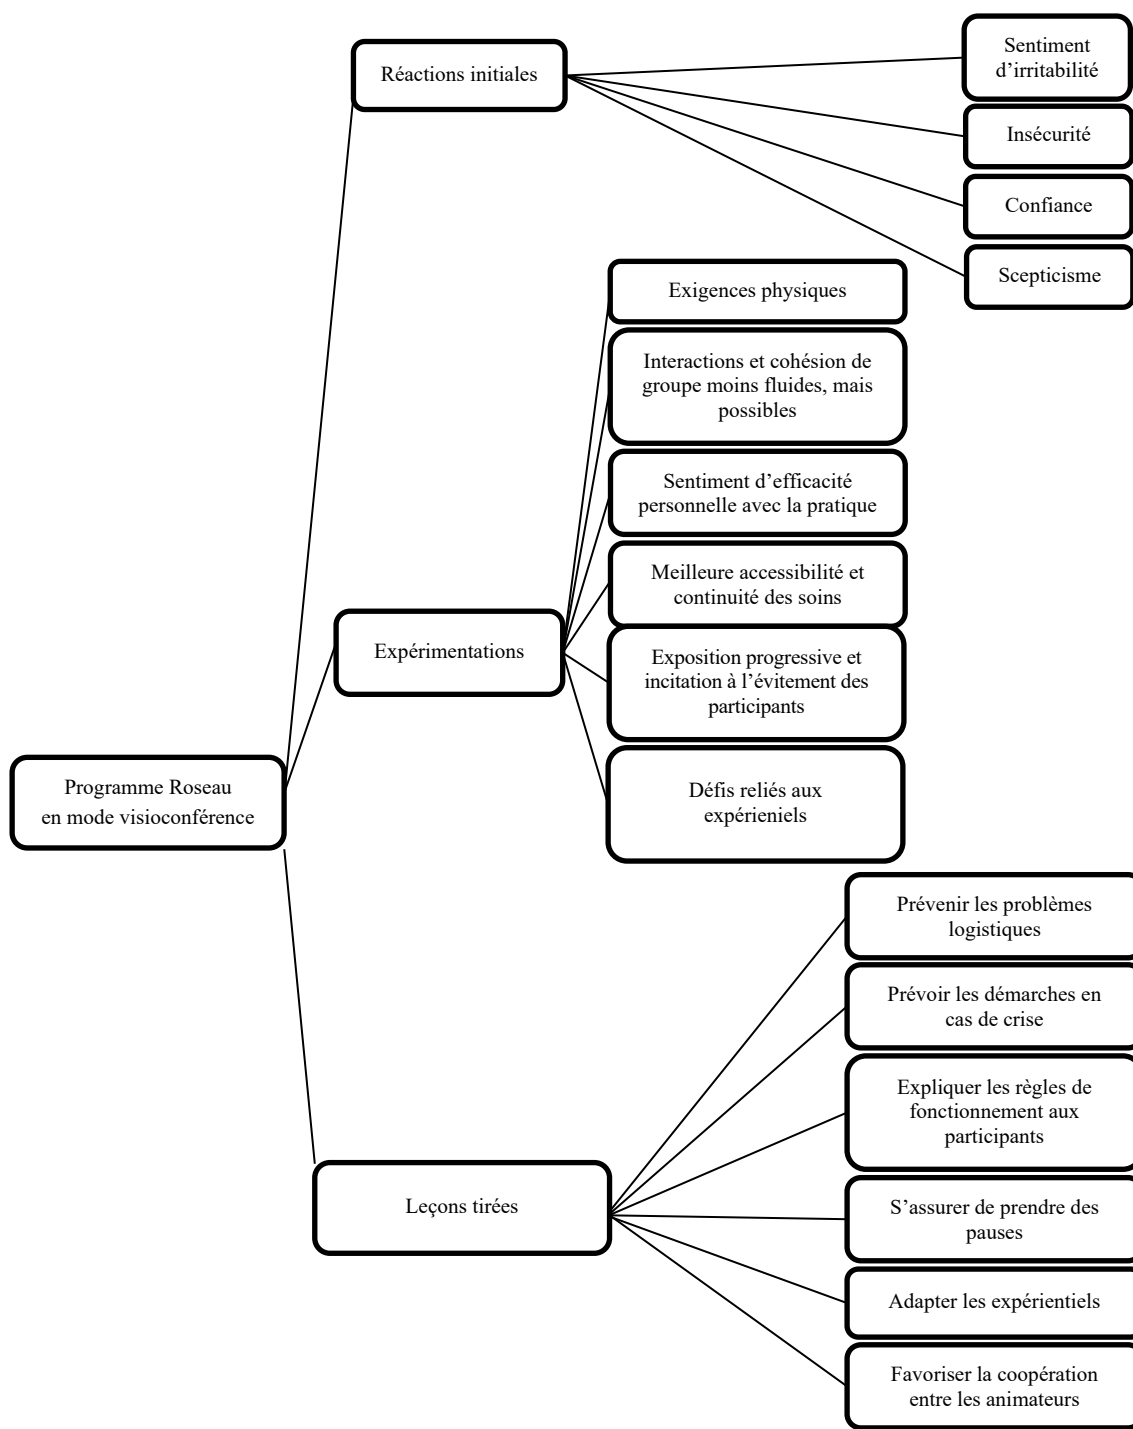 Réactions initiales
Sentiment
d’irritabilité
Insécurité
Confiance
Scepticisme
Exigences physiques
Interactions et cohésion de
groupe moins fluides, mais
possibles
Sentiment d’efficacité
personnelle avec la pratique
Meilleure accessibilité et
continuité des soins
Expérimentations
Exposition progressive et
incitation à l’évitement des
participants
Défis reliés aux
expérieniels
Programme Roseau
en mode visioconférence
Prévenir les problèmes
logistiques
Prévoir les démarches en
cas de crise
Expliquer les règles de
fonctionnement aux
participants
Leçons tirées
S’assurer de prendre des
pauses
Adapter les expérientiels
Favoriser la coopération
entre les animateurs